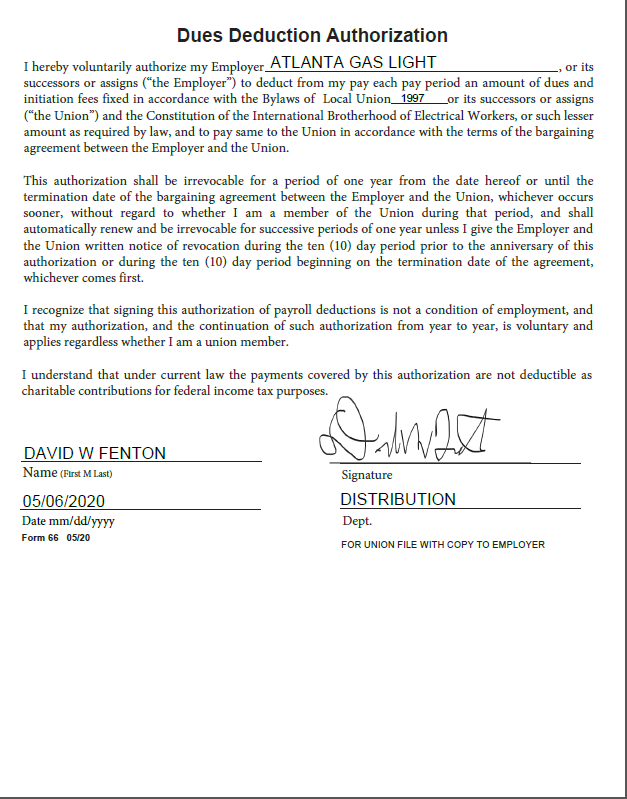 Dues Deduction Authorization
I hereby voluntarily authorize my Employer ATLANTA GAS LIGHT, or its
successors or assigns (“the Employer”) to deduct from my pay each pay period an amount of dues and
initiation fees fixed in accordance with the Bylaws of Local Union 1997 or its successors or assigns
(“the Union”) and the Constitution of the International Brotherhood of Electrical Workers, or such lesser
amount as required by law, and to pay same to the Union in accordance with the terms of the bargaining
agreement between the Employer and the Union.
This authorization shall be irrevocable for a period of one year from the date hereof or until the
termination date of the bargaining agreement between the Employer and the Union, whichever occurs
sooner, without regard to whether I am a member of the Union during that period, and shall
automatically renew and be irrevocable for successive periods of one year unless I give the Employer and
the Union written notice of revocation during the ten (10) day period prior to the anniversary of this
authorization or during the ten (10) day period beginning on the termination date of the agreement,
whichever comes first.
I recognize that signing this authorization of payroll deductions is not a condition of employment, and
that my authorization, and the continuation of such authorization from year to year, is voluntary and
applies regardless whether I am a union member.
I understand that under current law the payments covered by this authorization are not deductible as
charitable contributions for federal income tax purposes.
DAVID W FENTON
Name (First M Last)
Signature
05/06/2020
DISTRIBUTION
Date mm/dd/yyyy
Dept.
Form 66 05/20
FOR UNION FILE WITH COPY TO EMPLOYER